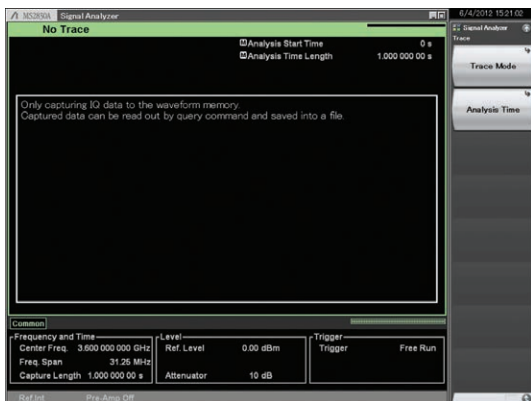 MS2830A Signal Analyzer
6/4/2012 15:21:02
No Trace
Signal Analyzer
Trace
M Analysis Start Time 0 s
M Analysis Time Length 1.000 000 00 s
Trace Mode
Analysis Time
Only capturing IQ data to the waveform memory.
Captured data can be read out by query command and saved into a file.
Common
Frequency and Time
Center Freq. 3.600 000 000 GHz
Freq. Span 31.25 MHz
Capture Length 1.000 000 00 s
Level
Ref. Level 0.00 dBm
Attenuator 10 dB
Trigger
Trigger Free Run
Ref.Int Pre-Amp Off